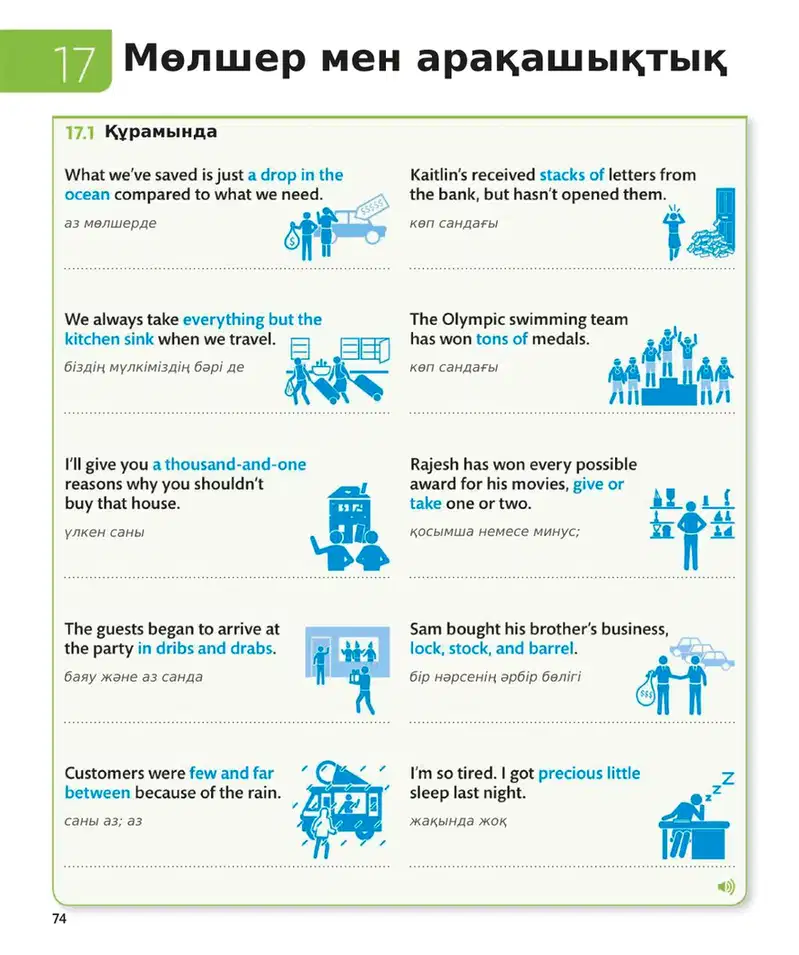 17 Мөлшер мен арақашықтық
17.1 Құрамында
What we've saved is just a drop in the
ocean compared to what we need.
аз мөлшерде
$
$$$$$
Kaitlin's received stacks of letters from
the bank, but hasn't opened them.
көп сандағы
We always take everything but the
kitchen sink when we travel.
біздің мүлкіміздің бәрі де
The Olympic swimming team
has won tons of medals.
көп сандағы
I'll give you a thousand-and-one
reasons why you shouldn't
buy that house.
үлкен саны
Rajesh has won every possible
award for his movies, give or
take one or two.
қосымша немесе минус;
The guests began to arrive at
the party in dribs and drabs.
баяу және аз санда
Sam bought his brother's business,
lock, stock, and barrel.
бір нәрсенің әрбір бөлігі
$$$
Customers were few and far
between because of the rain.
саны аз; аз
I'm so tired. I got precious little
sleep last night.
жақында жоқ
z z Z
74